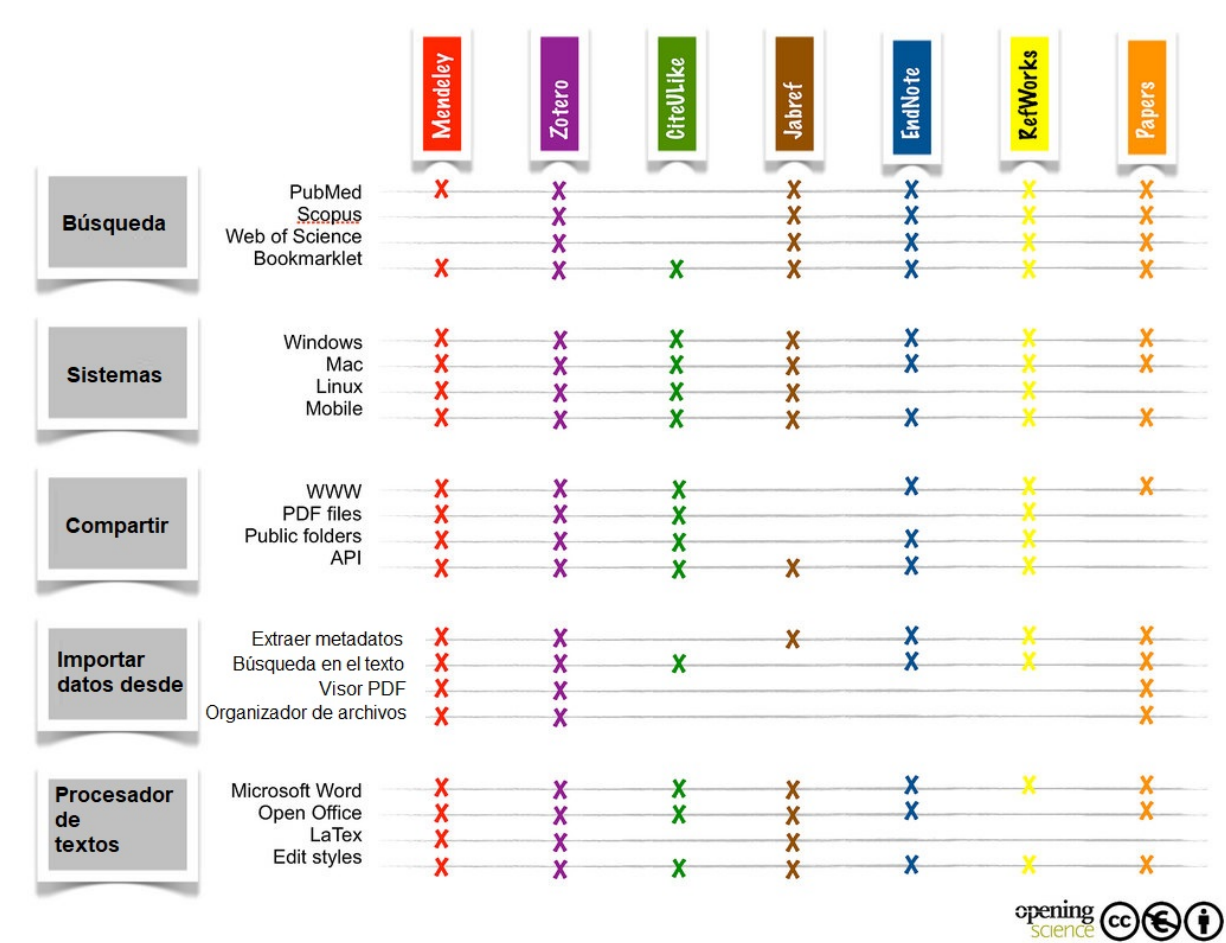 Mendeley
Zotero
CiteULike
Jabref
EndNote
RefWorks
Papers
Búsqueda
PubMed
Scopus
Web of Science
Bookmarklet
Sistemas
Windows
Mac
Linux
Mobile
Compartir
WWW
PDF files
Public folders
API
Importar
datos desde
Extraer metadatos
Búsqueda en el texto
Visor PDF
Organizador de archivos
Procesador
de
textos
Microsoft Word
Open Office
LaTex
Edit styles
opening
science
cc